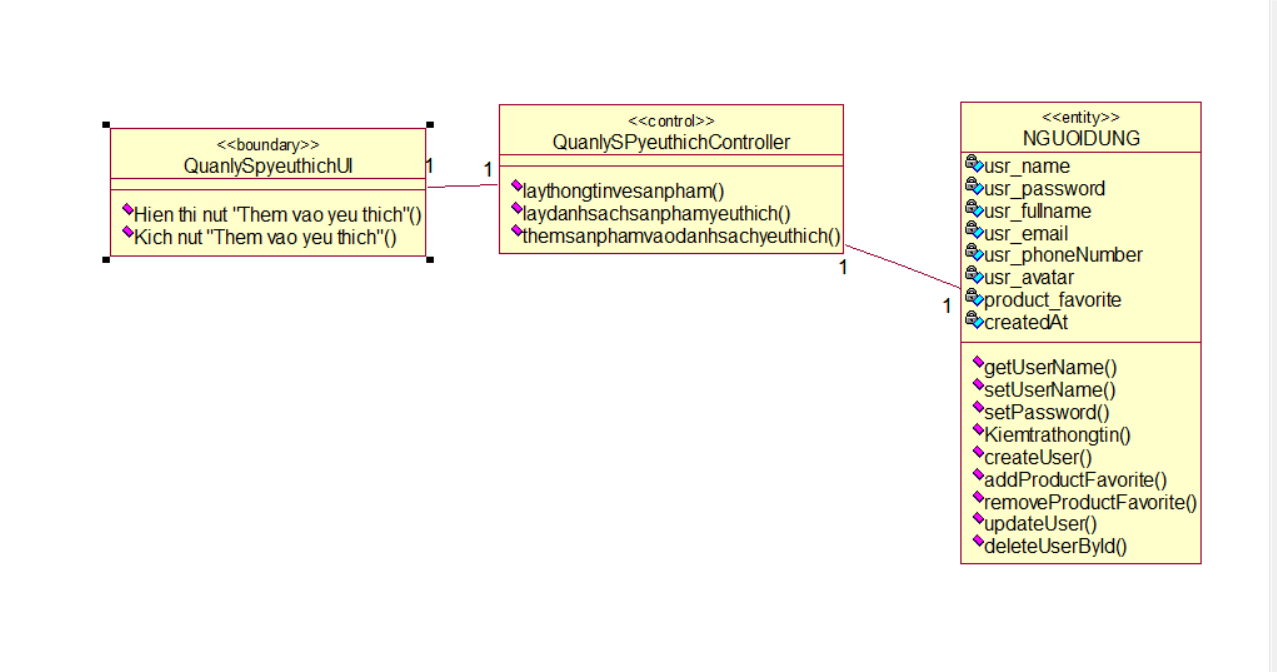 <<boundary>>
QuanlySpyeuthichUI
Hien thi nut "Them vao yeu thich"()
Kich nut "Them vao yeu thich"()
1
1
<<control>>
QuanlySPyeuthichController
laythongtinvesanpham()
laydanhsachsanphamyeuthich()
themsanphamvaodanhsachyeuthich()
1
1
<<entity>>
NGUOIDUNG
usr_name
usr_password
usr_fullname
usr_email
usr_phoneNumber
usr_avatar
product_favorite
createdAt
getUserName()
setUserName()
setPassword()
Kiemtrathongtin()
createUser()
addProductFavorite()
removeProductFavorite()
updateUser()
deleteUserById()